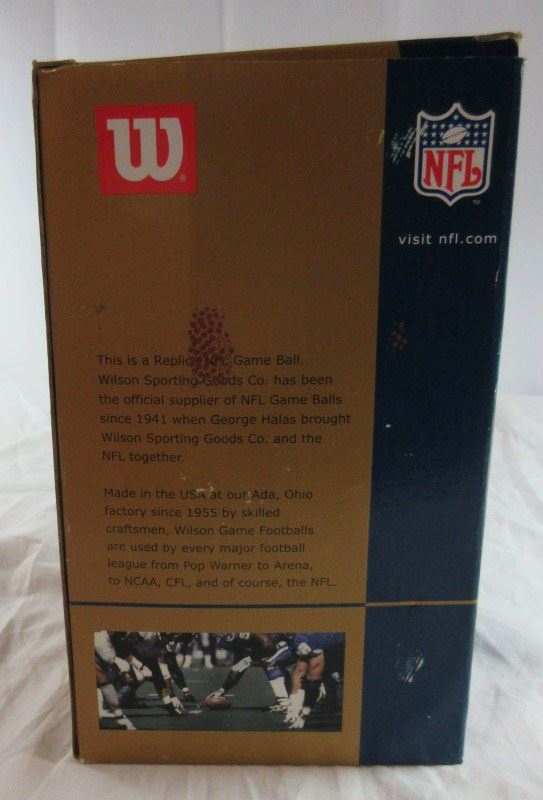 W
®
NFL
TM
visit nfl.com
This is a Replica NFL Game Ball.
Wilson Sporting Goods Co. has been
the official supplier of NFL Game Balls
since 1941 when George Halas brought
Wilson Sporting Goods Co. and the
NFL together.
Made in the USA at our Ada, Ohio
factory since 1955 by skilled
craftsmen, Wilson Game Footballs
are used by every major football
league from Pop Warner to Arena,
to NCAA, CFL, and of course, the NFL.